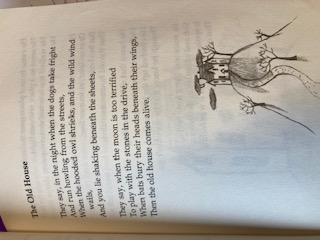 The Old House
They say, in the night when the dogs take fright
And run howling from the streets,
When the hooded owl shrieks, and the wild wind
wails,
And you lie shaking beneath the sheets,
They say, when the moon is too terrified
To play with the stones in the drive,
When bats bury their heads beneath their wings,
Then the old house comes alive.